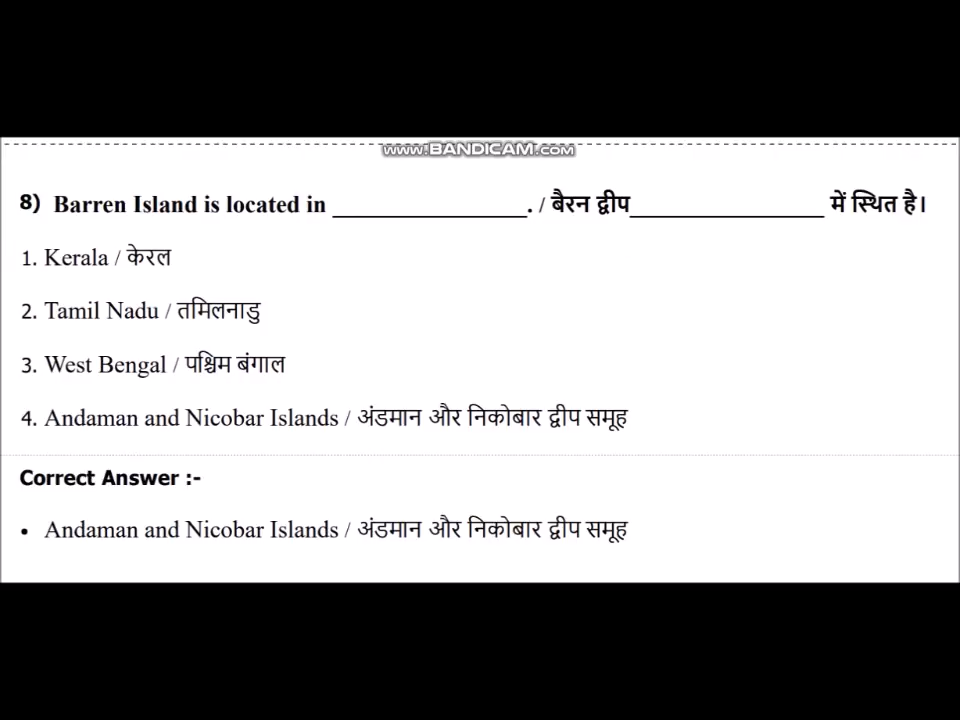 www.BANDICAM.com
8) Barren Island is located in ________________. / बैरन द्वीप________________ में स्थित है।
1. Kerala / केरल
2. Tamil Nadu / तमिलनाडु
3. West Bengal / पश्चिम बंगाल
4. Andaman and Nicobar Islands / अंडमान और निकोबार द्वीप समूह
Correct Answer :-
• Andaman and Nicobar Islands / अंडमान और निकोबार द्वीप समूह